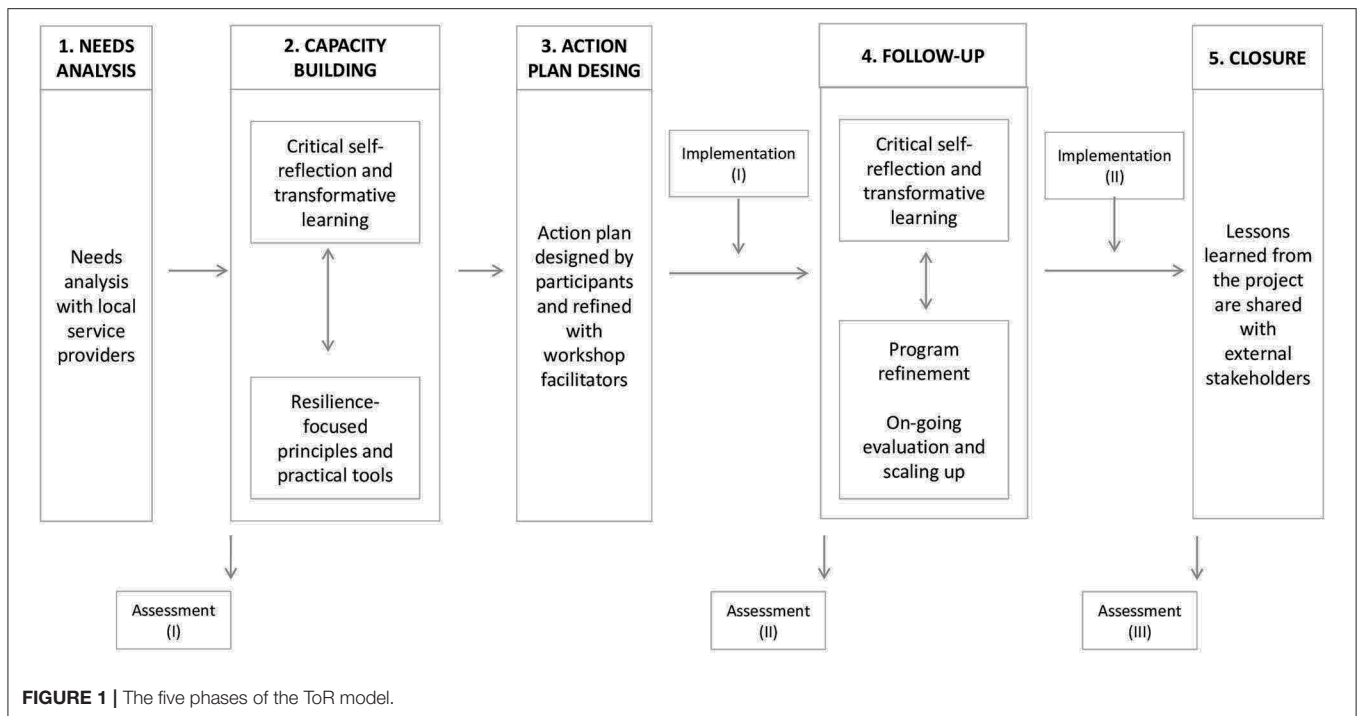 1. NEEDS
ANALYSIS
Needs
analysis
with local
service
providers
2. CAPACITY
BUILDING
Critical self-
reflection and
transformative
learning
Resilience-
focused
principles and
practical tools
Assessment
(I)
3. ACTION
PLAN DESING
Action plan
designed by
participants
and refined
with
workshop
facilitators
Implementation
(I)
4. FOLLOW-UP
Critical self-
reflection and
transformative
learning
Program
refinement
On-going
evaluation and
scaling up
Assessment
(II)
Implementation
(II)
5. CLOSURE
Lessons
learned from
the project
are shared
with
external
stakeholders
Assessment
(III)
FIGURE 1 | The five phases of the ToR model.